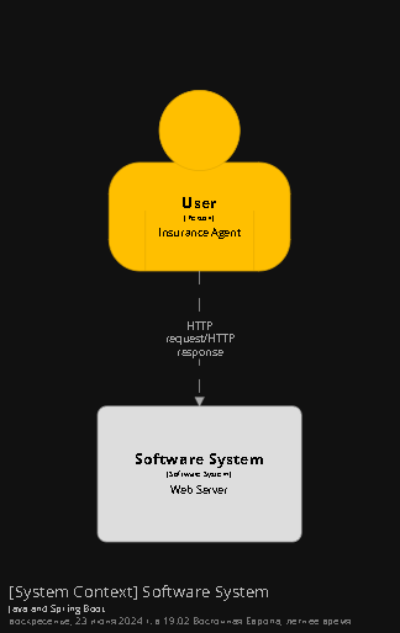 User
[Person]
Insurance Agent
HTTP
request/HTTP
response
Software System
[Software System]
Web Server
[System Context] Software System
Java and Spring Boot
воскресенье, 23 июня 2024 г. в 19:02 Восточная Европа, летнее время